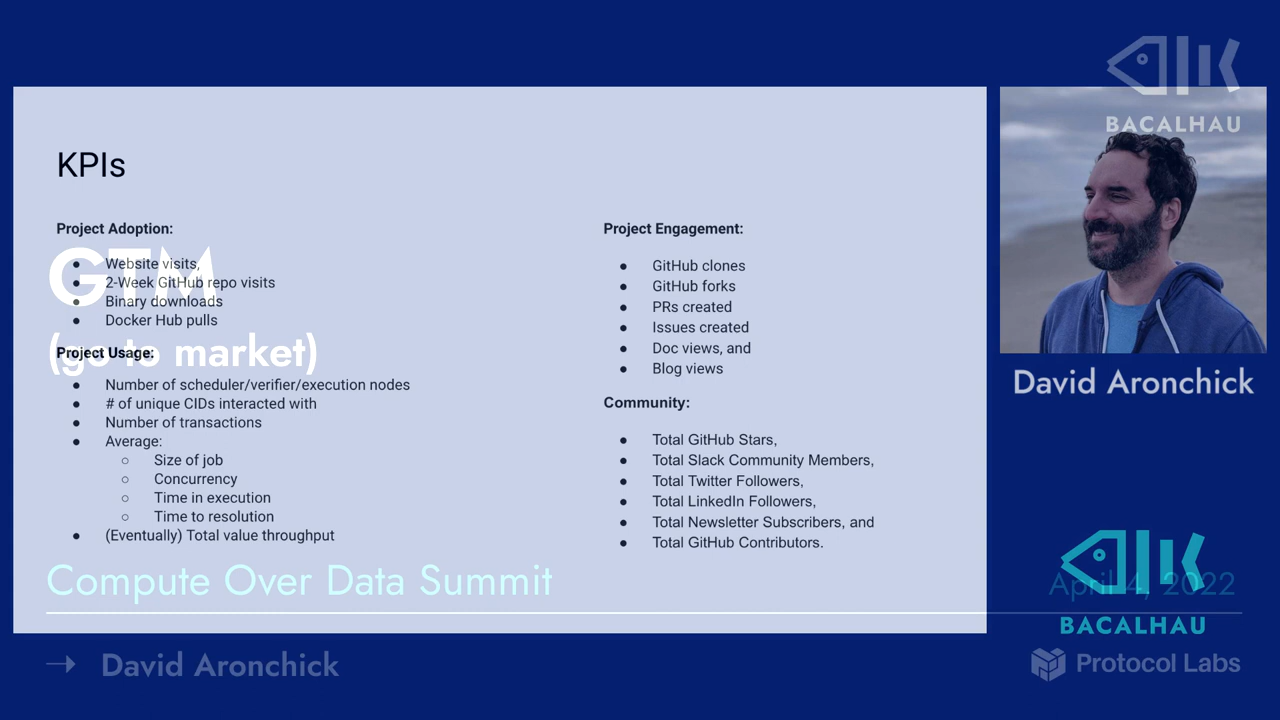 BACALHAU
KPIs
Project Adoption:
● Website visits,
● 2-Week GitHub repo visits
● Binary downloads
● Docker Hub pulls
GTM
(go to market)
Project Usage:
● Number of scheduler/verifier/execution nodes
● # of unique CIDs interacted with
● Number of transactions
● Average:
○ Size of job
○ Concurrency
○ Time in execution
○ Time to resolution
● (Eventually) Total value throughput
Project Engagement:
● GitHub clones
● GitHub forks
● PRs created
● Issues created
● Doc views, and
● Blog views
Community:
● Total GitHub Stars,
● Total Slack Community Members,
● Total Twitter Followers,
● Total LinkedIn Followers,
● Total Newsletter Subscribers, and
● Total GitHub Contributors.
David Aronchick
Compute Over Data Summit
April 4, 2022
BACALHAU
David Aronchick
Protocol Labs